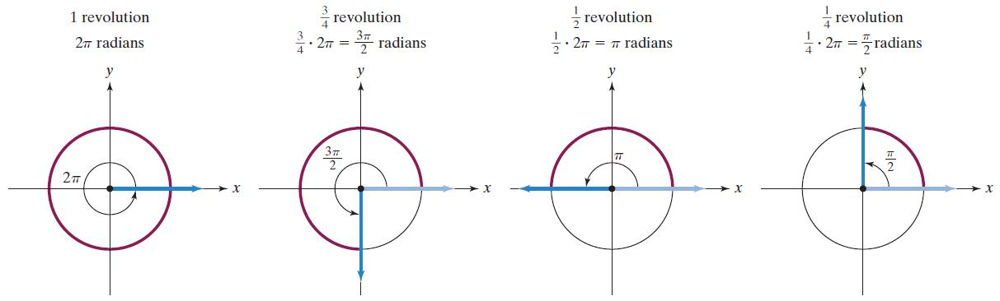 1 revolution
2π radians
y
2π
x
3/4 revolution
3/4 · 2π = 3π/2 radians
y
3π/2
x
1/2 revolution
1/2 · 2π = π radians
y
π
x
1/4 revolution
1/4 · 2π = π/2 radians
y
π/2
x